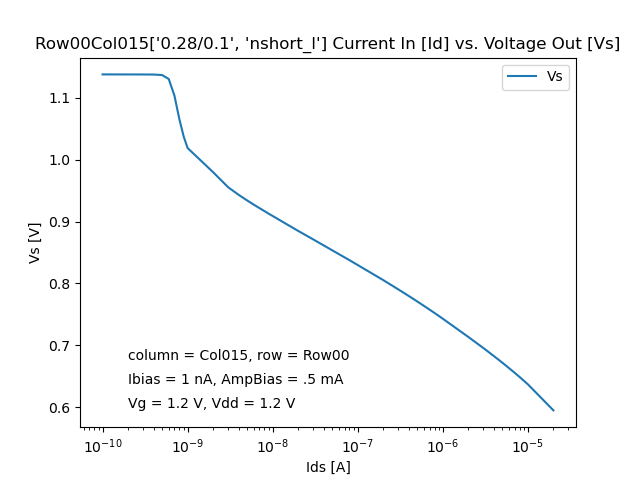 Row00Col015['0.28/0.1', 'nshort_l'] Current In [Id] vs. Voltage Out [Vs]
Vs
1.1
1.0
0.9
0.8
0.7
0.6
Vs [V]
column = Col015, row = Row00
Ibias = 1 nA, AmpBias = .5 mA
Vg = 1.2 V, Vdd = 1.2 V
10⁻¹⁰ 10⁻⁹ 10⁻⁸ 10⁻⁷ 10⁻⁶ 10⁻⁵
Ids [A]